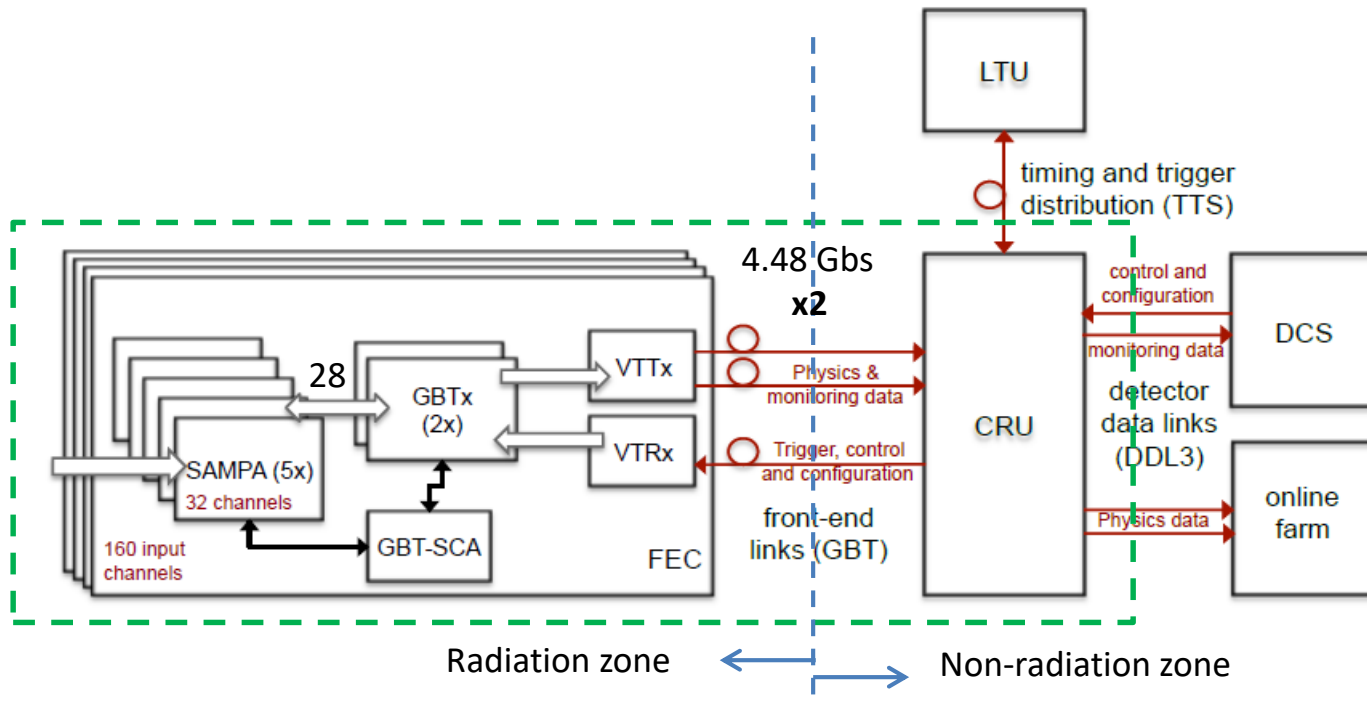 LTU
timing and trigger
distribution (TTS)
4.48 Gbs
x2
control and
configuration
DCS
monitoring data
detector
data links
(DDL3)
28
GBTx
(2x)
VTTx
Physics &
monitoring data
CRU
VTRx
Trigger, control
and configuration
SAMPA (5x)
32 channels
GBT-SCA
160 input
channels
FEC
front-end
links (GBT)
Physics data
online
farm
Radiation zone
Non-radiation zone